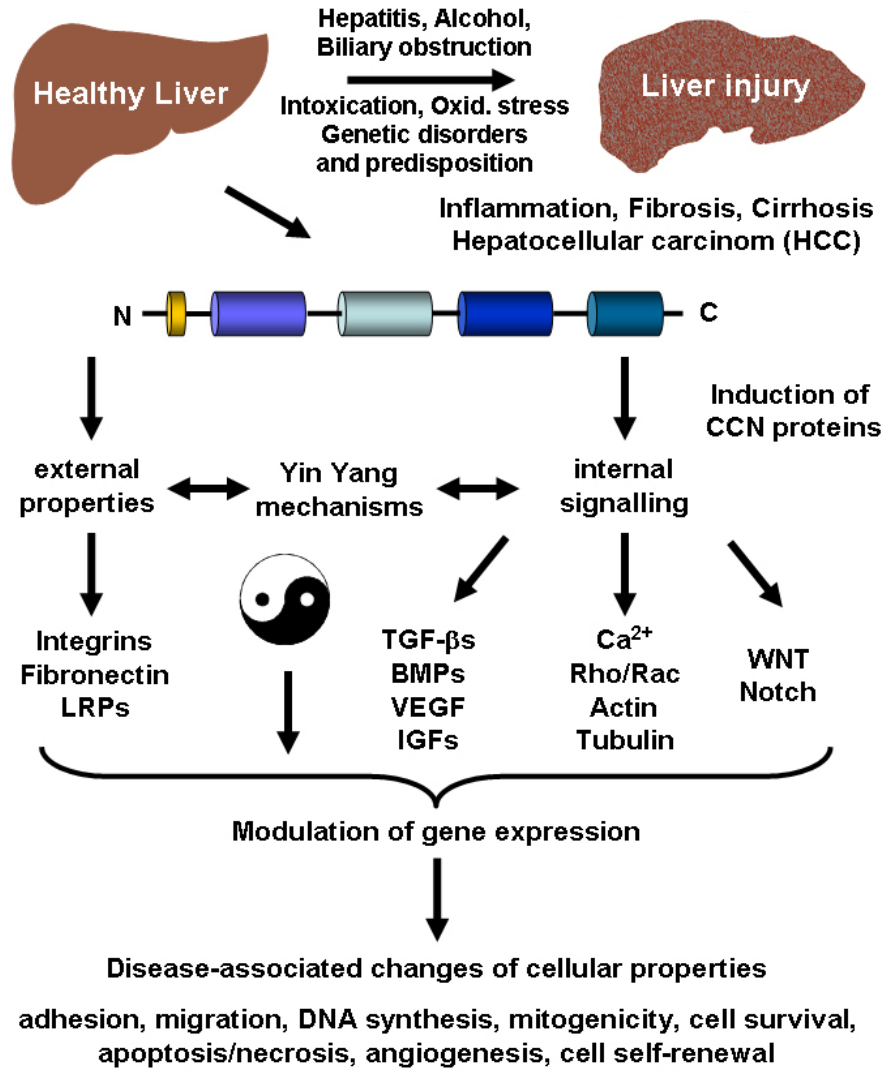 Hepatitis, Alcohol,
Biliary obstruction
Healthy Liver
Liver injury
Intoxication, Oxid. stress
Genetic disorders
and predisposition
Inflammation, Fibrosis, Cirrhosis
Hepatocellular carcinom (HCC)
N
C
Induction of
CCN proteins
external
properties
Yin Yang
mechanisms
internal
signalling
Integrins
Fibronectin
LRPs
TGF-βs
BMPs
VEGF
IGFs
Ca²⁺
Rho/Rac
Actin
Tubulin
WNT
Notch
Modulation of gene expression
Disease-associated changes of cellular properties
adhesion, migration, DNA synthesis, mitogenicity, cell survival,
apoptosis/necrosis, angiogenesis, cell self-renewal